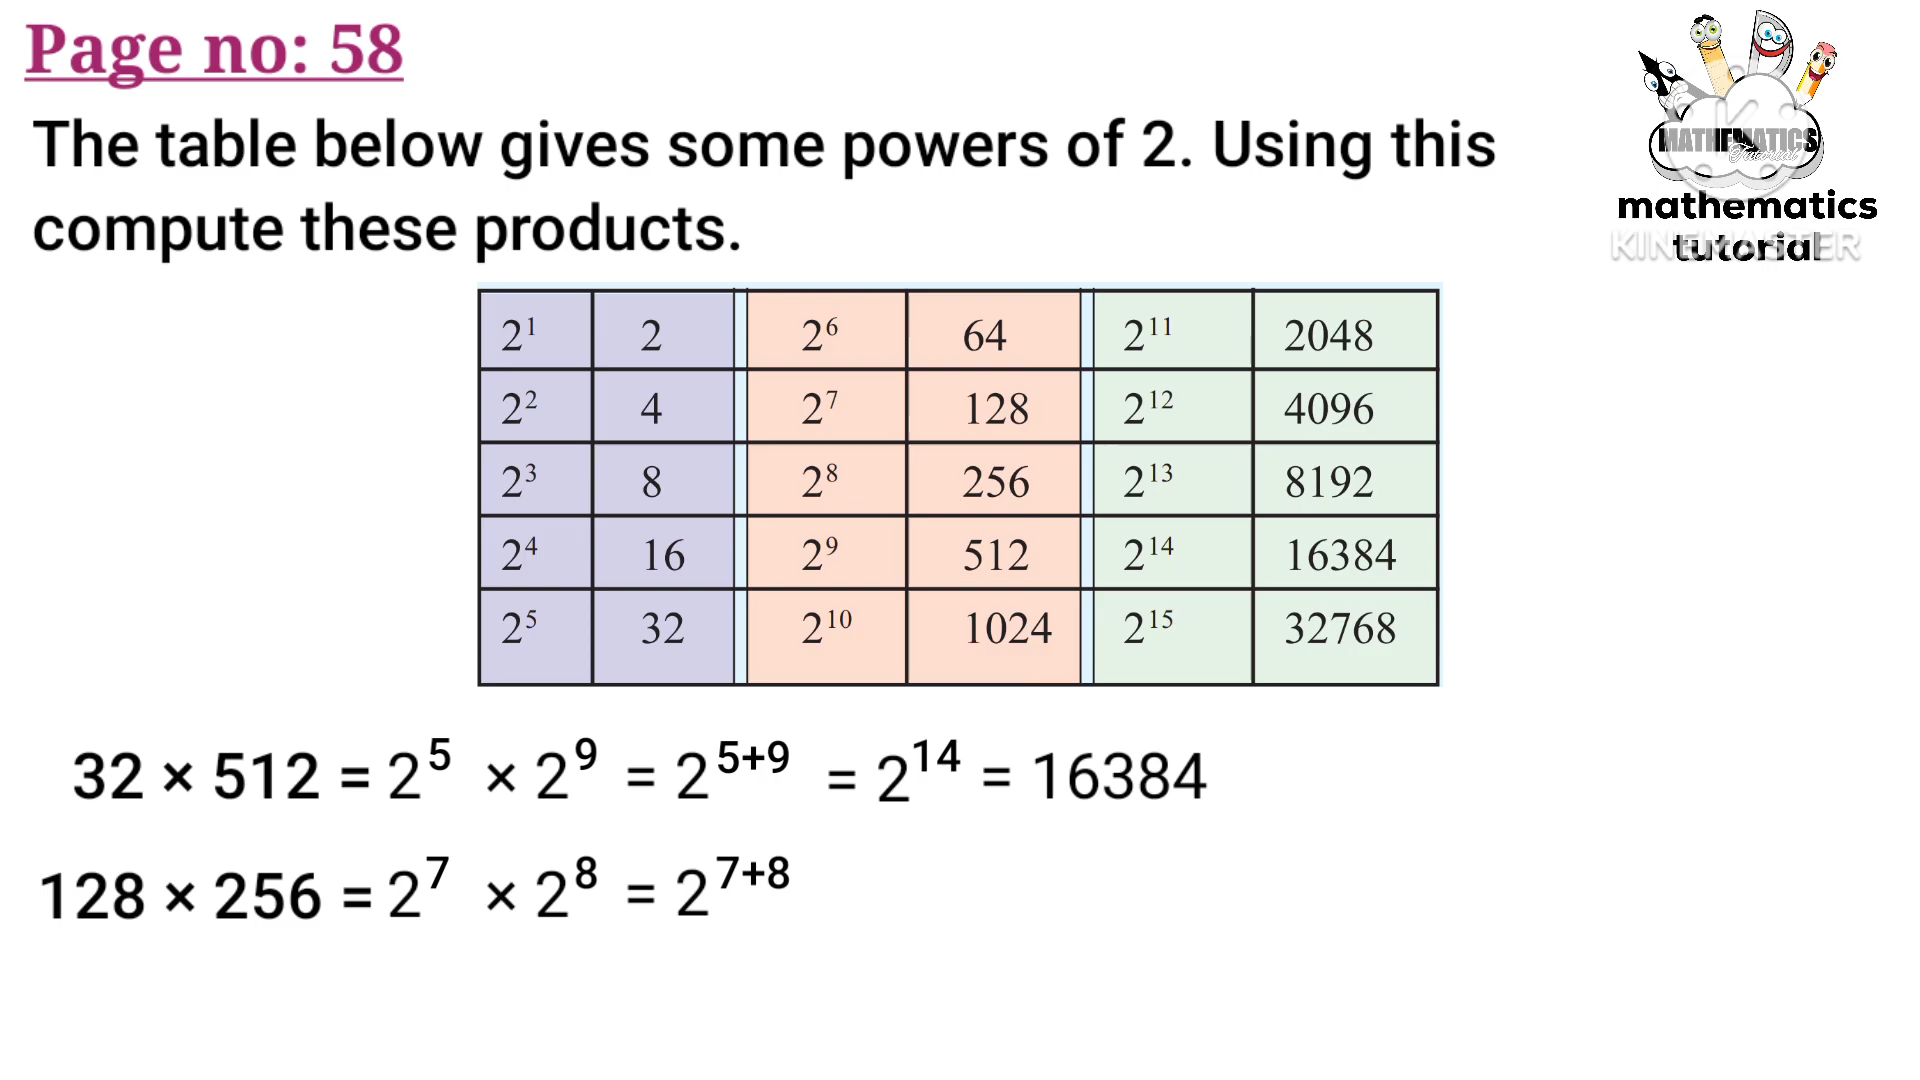 Page no: 58
The table below gives some powers of 2. Using this
compute these products.
MATHEMATICS
Tutorial
mathematics
tutorial
KINEMASTER
2¹ 2 2⁶ 64 2¹¹ 2048
2² 4 2⁷ 128 2¹² 4096
2³ 8 2⁸ 256 2¹³ 8192
2⁴ 16 2⁹ 512 2¹⁴ 16384
2⁵ 32 2¹⁰ 1024 2¹⁵ 32768
32 × 512 = 2⁵ × 2⁹ = 2⁵⁺⁹ = 2¹⁴ = 16384
128 × 256 = 2⁷ × 2⁸ = 2⁷⁺⁸